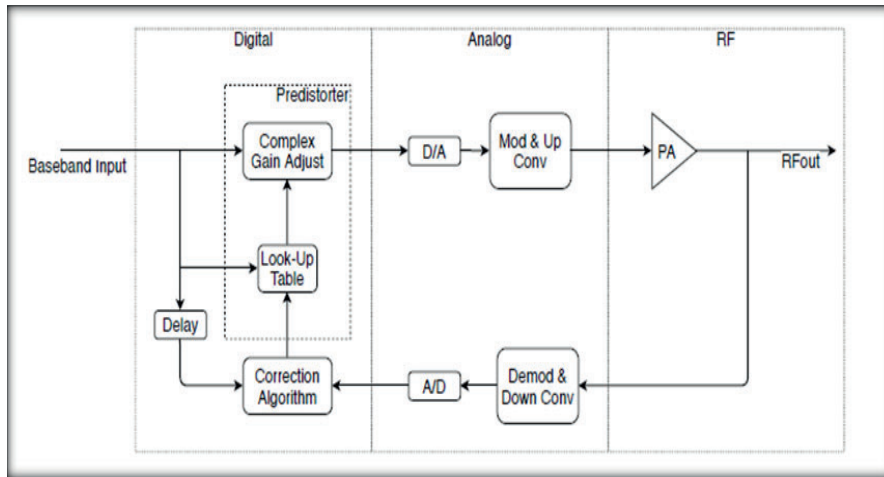 Digital
Analog
RF
Predistorter
Complex
Gain Adjust
D/A
Mod & Up
Conv
PA
Baseband Input
RFout
Look-Up
Table
Delay
Correction
Algorithm
A/D
Demod &
Down Conv